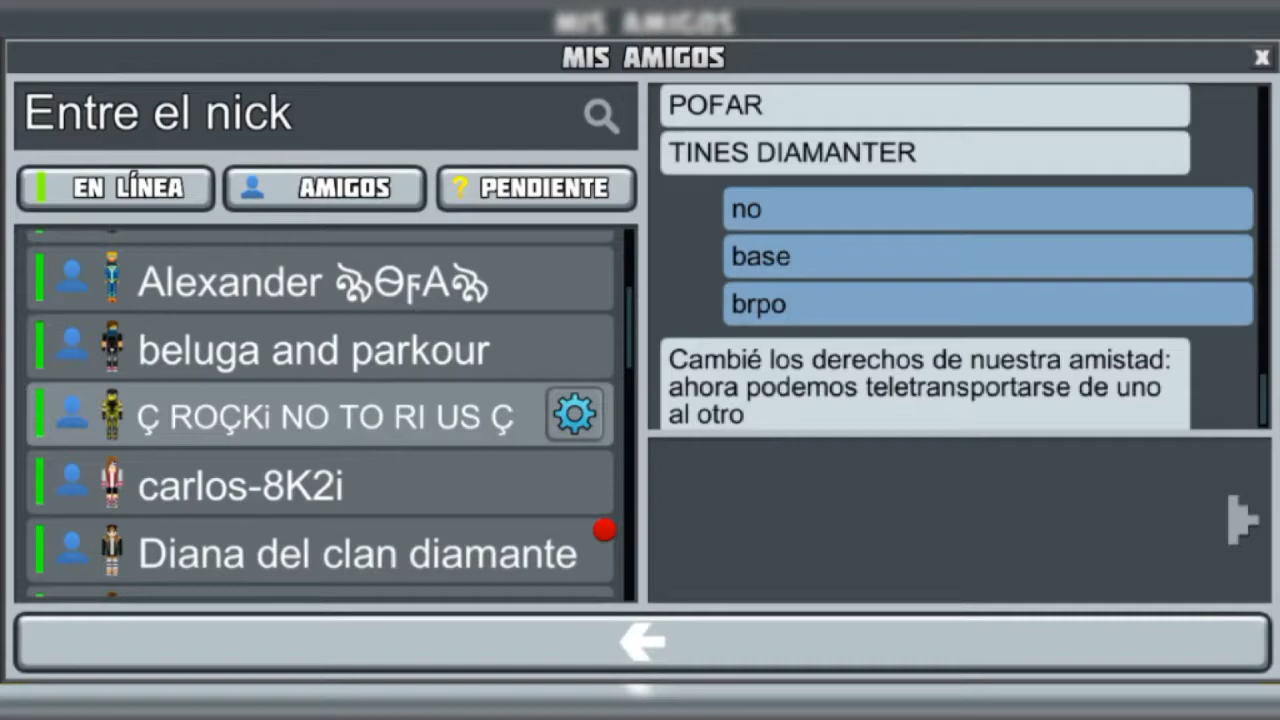 MIS AMIGOS
MIS AMIGOS
x
Entre el nick
EN LÍNEA
AMIGOS
? PENDIENTE
Alexander
beluga and parkour
Ç ROÇKi NO TO RI US Ç
carlos-8K2i
Diana del clan diamante
POFAR
TINES DIAMANTER
no
base
brpo
Cambié los derechos de nuestra amistad:
ahora podemos teletransportarse de uno
al otro